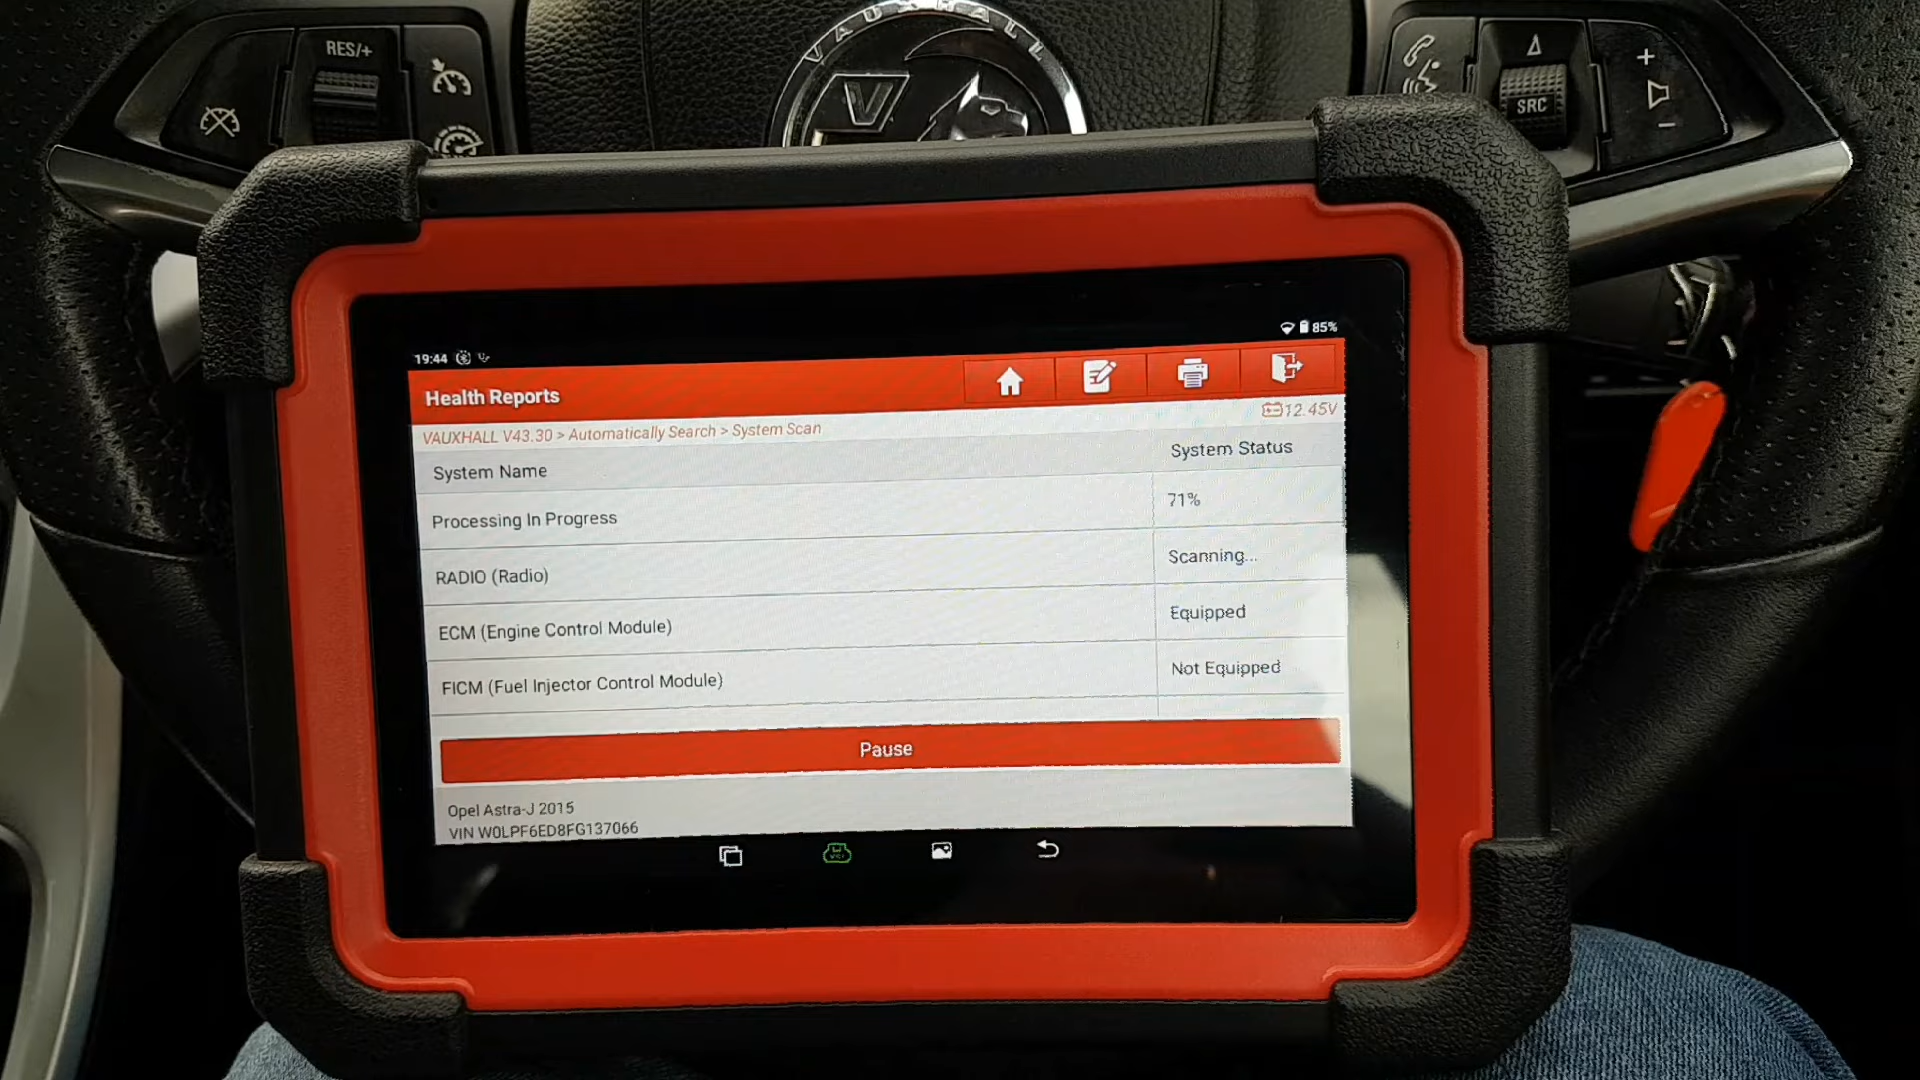 VAUXHALL
RES/+
SRC
+
-
19:44
85%
Health Reports
VAUXHALL V43.30 > Automatically Search > System Scan
12.45V
System Name
System Status
Processing In Progress
71%
RADIO (Radio)
Scanning...
ECM (Engine Control Module)
Equipped
FICM (Fuel Injector Control Module)
Not Equipped
Pause
Opel Astra-J 2015
VIN W0LPF6ED8FG137066
VCI